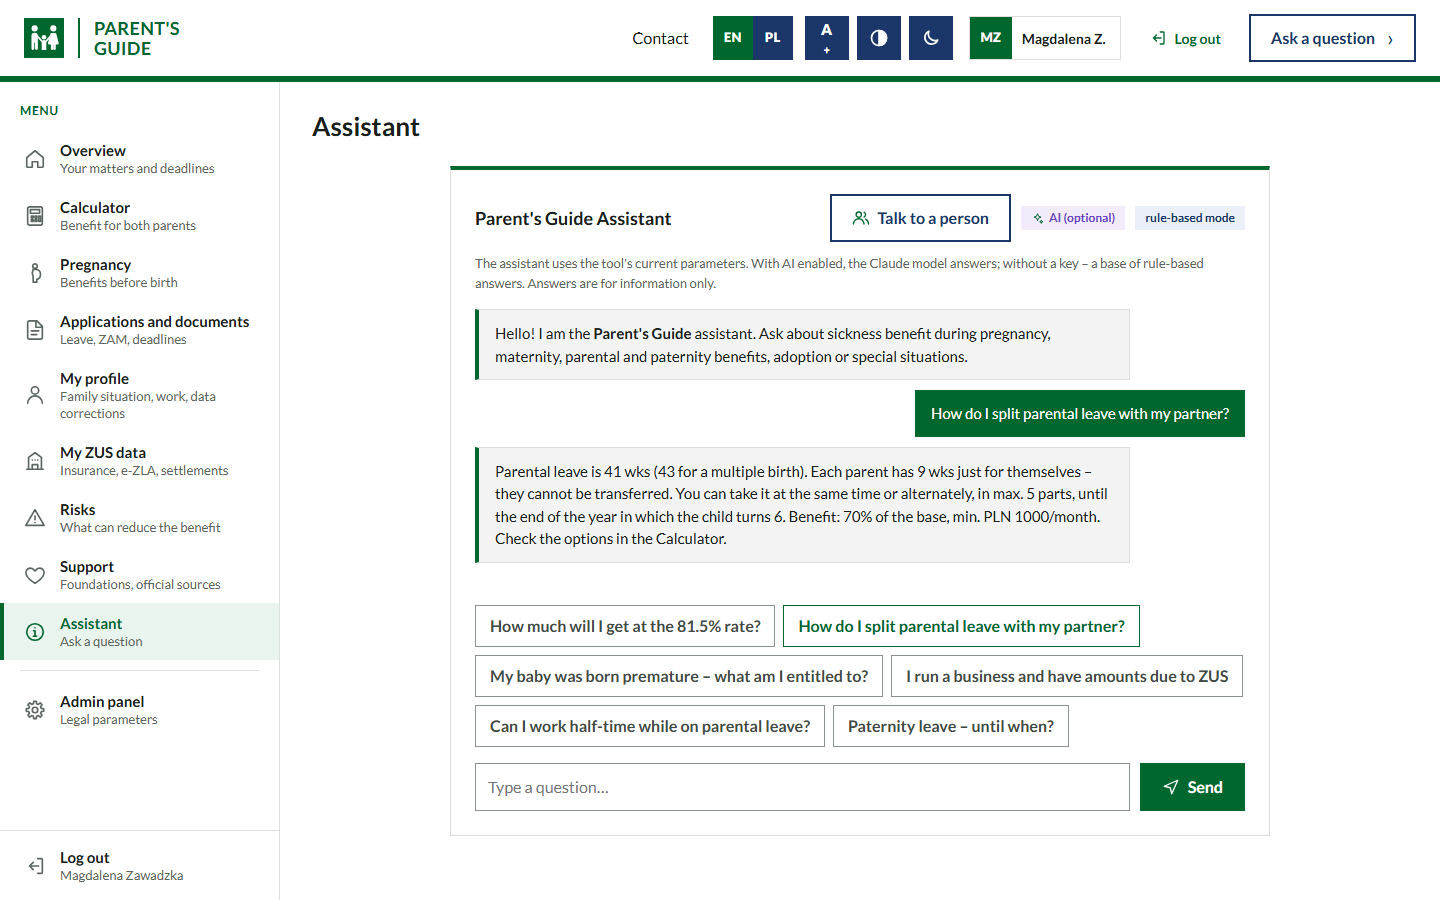 PARENT'S
GUIDE
Contact
EN
PL
A
+
MZ
Magdalena Z.
Log out
Ask a question ›
MENU
Overview
Your matters and deadlines
Calculator
Benefit for both parents
Pregnancy
Benefits before birth
Applications and documents
Leave, ZAM, deadlines
My profile
Family situation, work, data
corrections
My ZUS data
Insurance, e-ZLA, settlements
Risks
What can reduce the benefit
Support
Foundations, official sources
Assistant
Ask a question
Admin panel
Legal parameters
Log out
Magdalena Zawadzka
Assistant
Parent's Guide Assistant
Talk to a person
AI (optional)
rule-based mode
The assistant uses the tool's current parameters. With AI enabled, the Claude model answers; without a key – a base of rule-based
answers. Answers are for information only.
Hello! I am the Parent's Guide assistant. Ask about sickness benefit during pregnancy,
maternity, parental and paternity benefits, adoption or special situations.
How do I split parental leave with my partner?
Parental leave is 41 wks (43 for a multiple birth). Each parent has 9 wks just for themselves –
they cannot be transferred. You can take it at the same time or alternately, in max. 5 parts, until
the end of the year in which the child turns 6. Benefit: 70% of the base, min. PLN 1000/month.
Check the options in the Calculator.
How much will I get at the 81.5% rate?
How do I split parental leave with my partner?
My baby was born premature – what am I entitled to?
I run a business and have amounts due to ZUS
Can I work half-time while on parental leave?
Paternity leave – until when?
Type a question...
Send